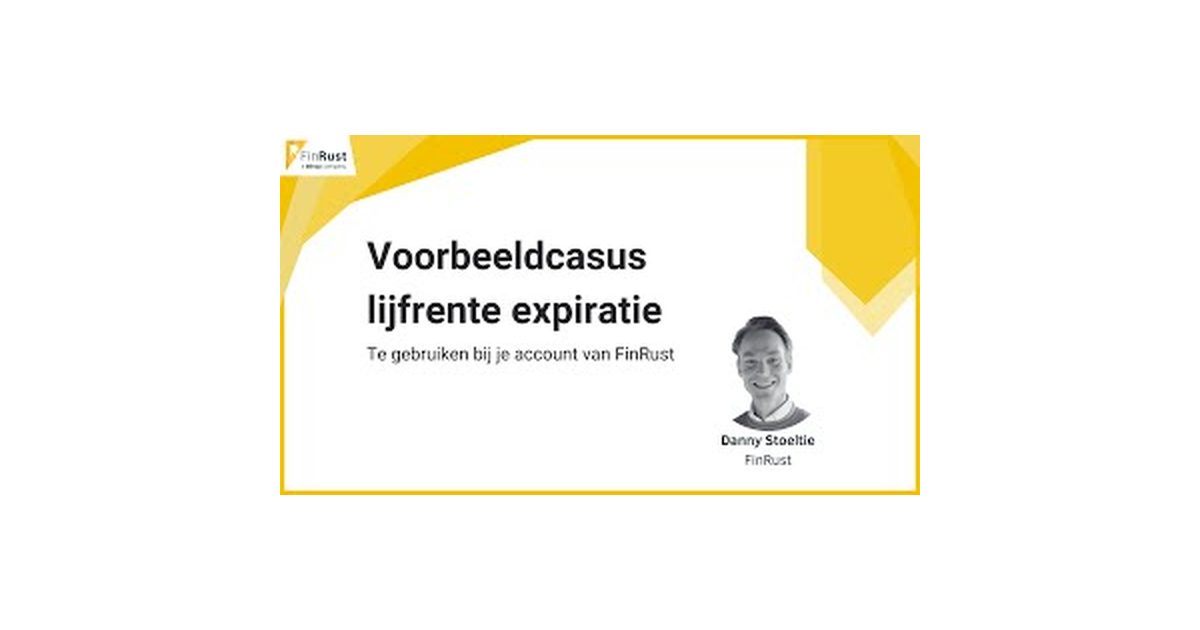 FinRust
Voorbeeldcasus
lijfrente expiratie
Te gebruiken bij je account van FinRust
Danny Stoeltie
FinRust